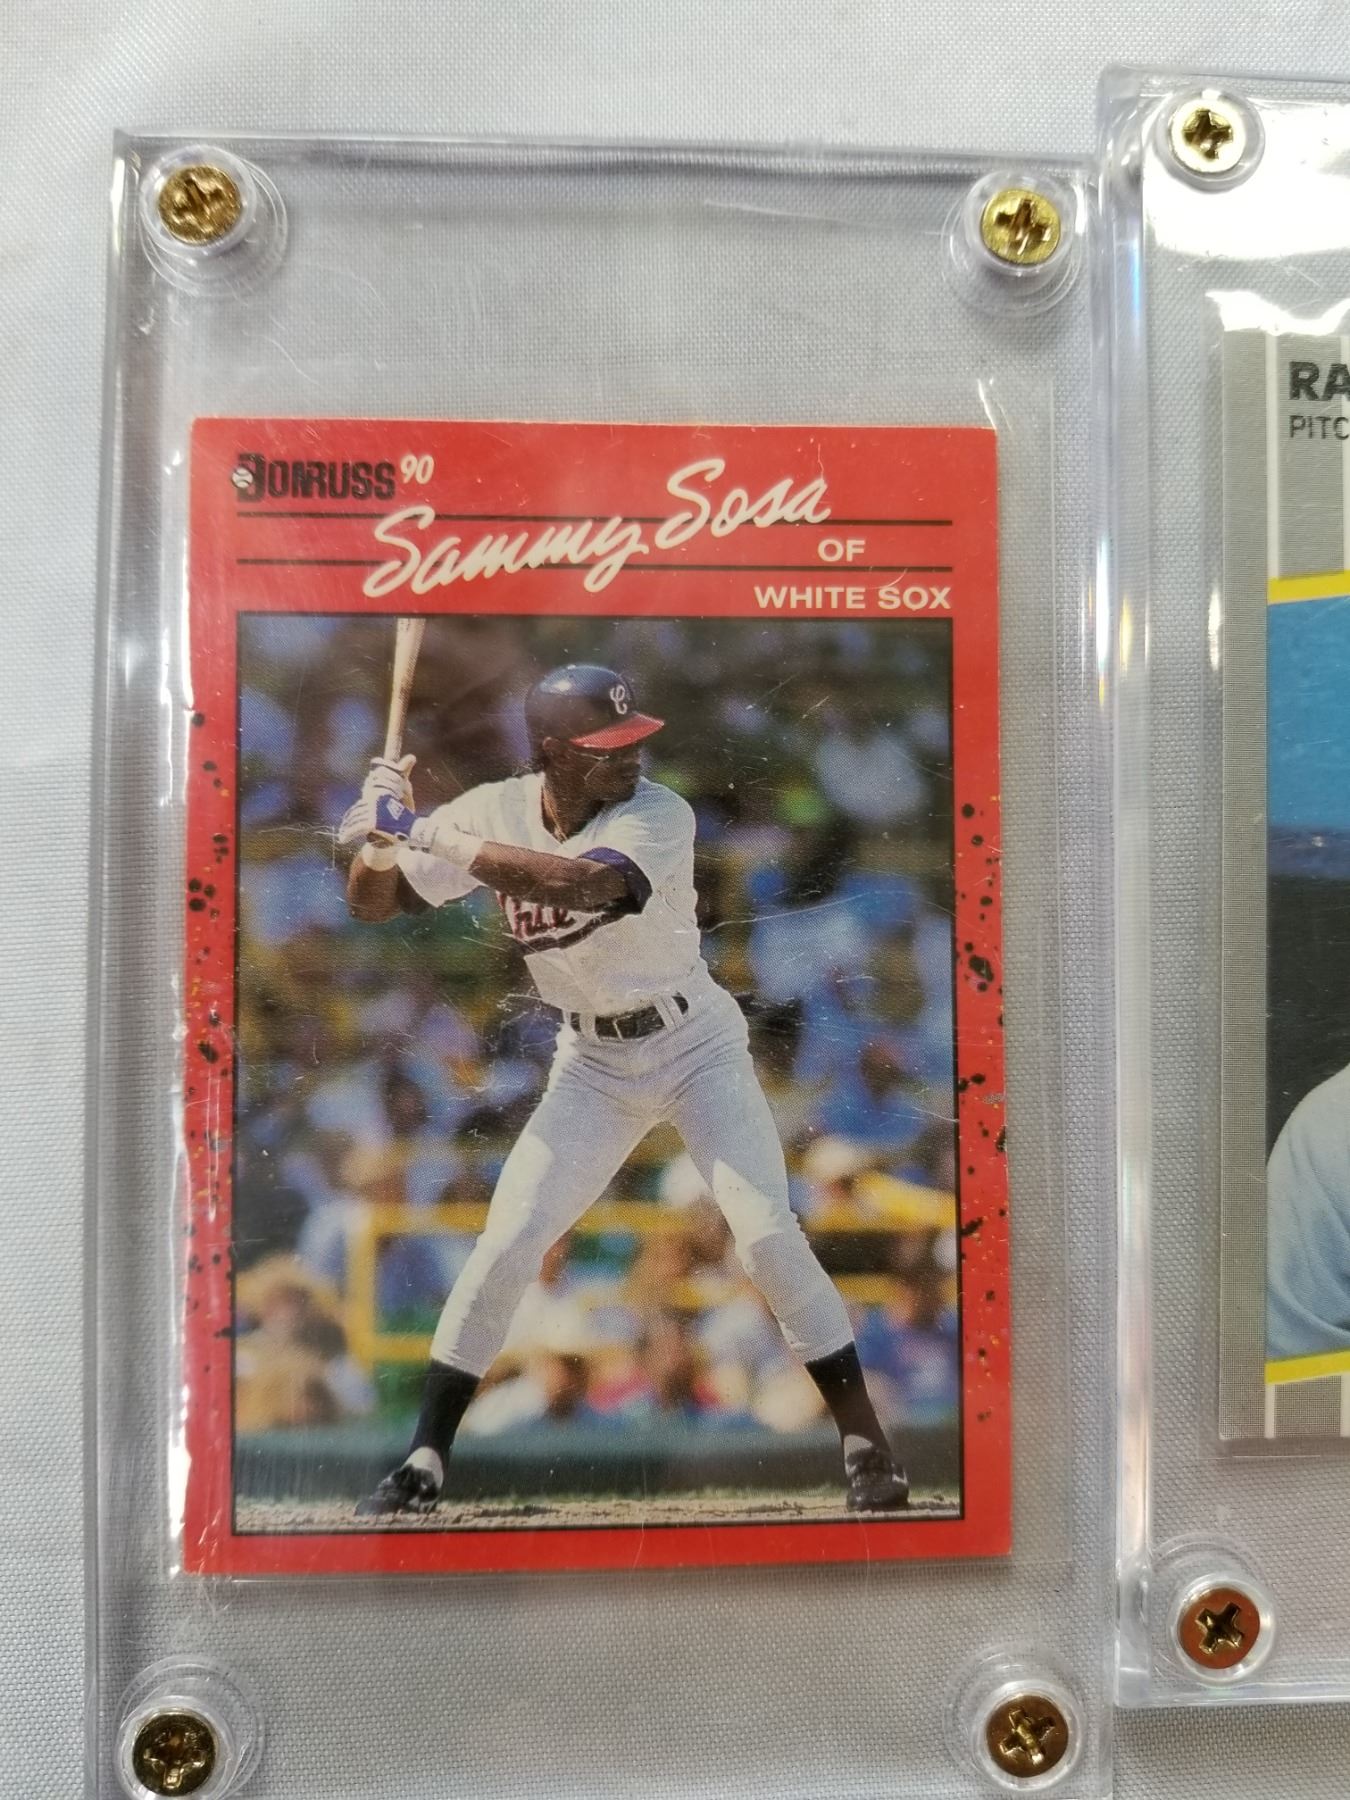 DONRUSS 90
Sammy Sosa
OF
WHITE SOX
RA
PITC